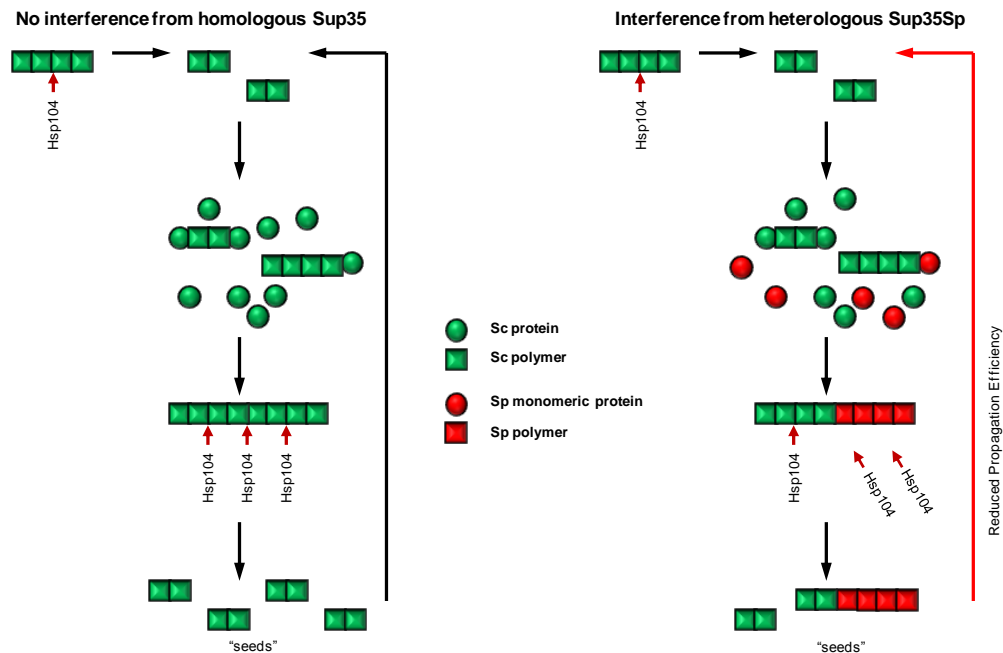 No interference from homologous Sup35
Hsp104
Hsp104
Hsp104
Hsp104
"seeds"
Sc protein
Sc polymer
Sp monomeric protein
Sp polymer
Interference from heterologous Sup35Sp
Hsp104
Hsp104
Hsp104
Hsp104
"seeds"
Reduced Propagation Efficiency